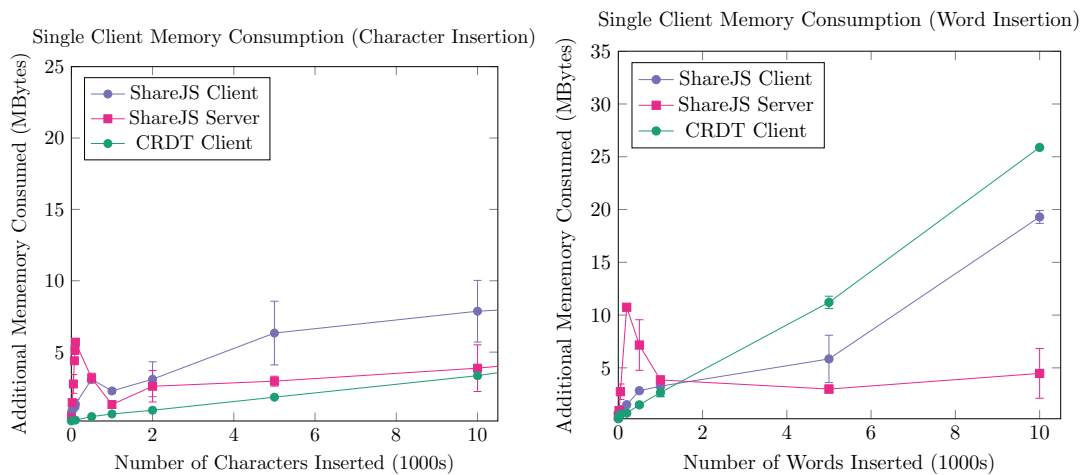 Single Client Memory Consumption (Character Insertion)
25
20
15
10
5
0
2
4
6
8
10
ShareJS Client
ShareJS Server
CRDT Client
Additional Mememory Consumed (MBytes)
Number of Characters Inserted (1000s)
Single Client Memory Consumption (Word Insertion)
35
30
25
20
15
10
5
0
2
4
6
8
10
ShareJS Client
ShareJS Server
CRDT Client
Additional Mememory Consumed (MBytes)
Number of Words Inserted (1000s)